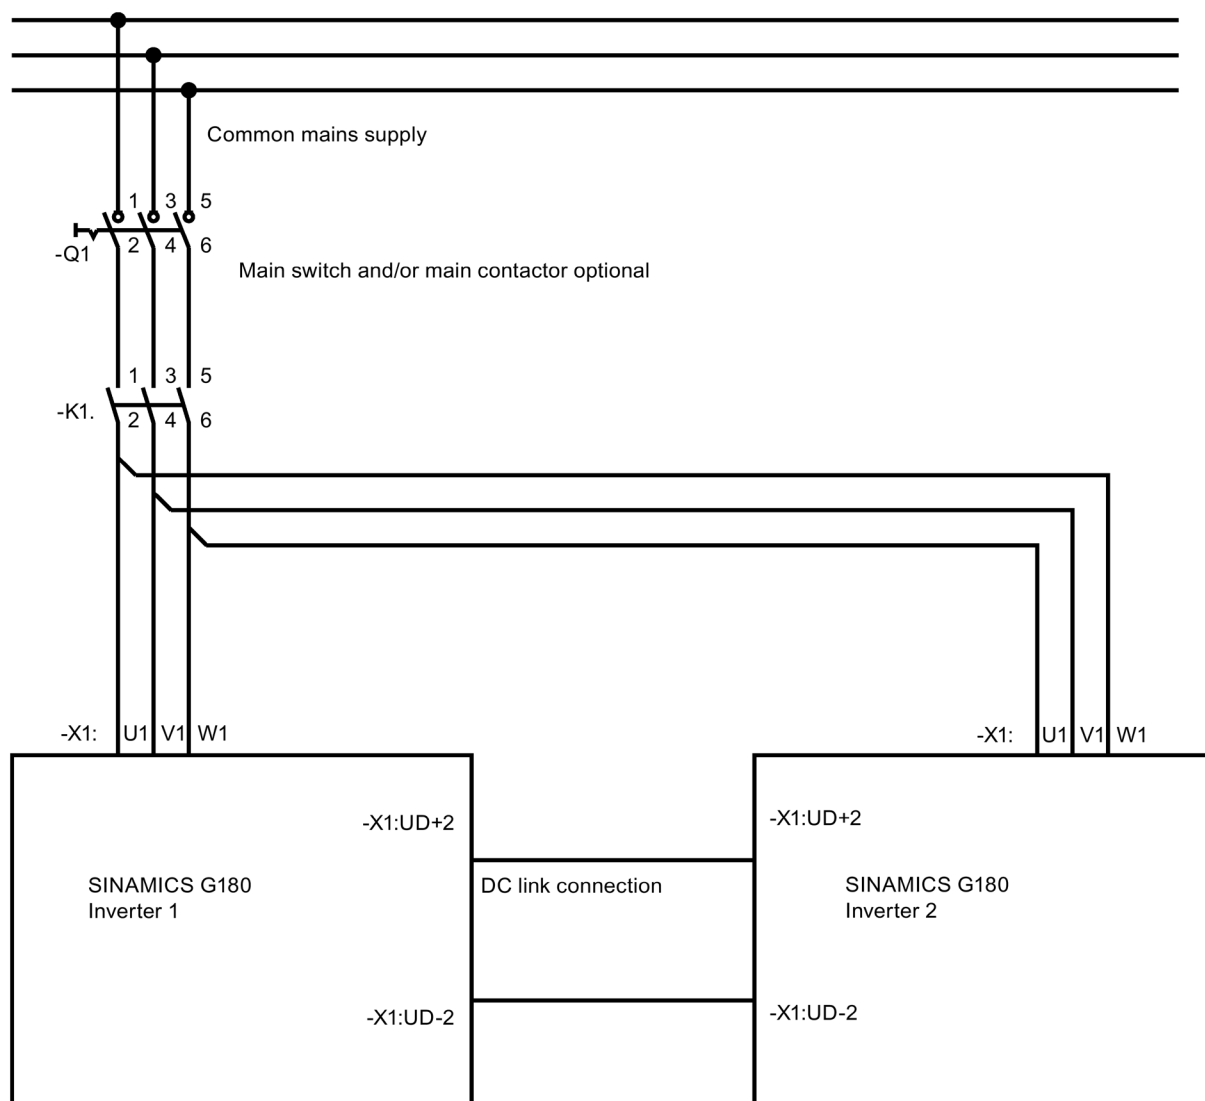 Common mains supply
1 3 5
-Q1 2 4 6
Main switch and/or main contactor optional
1 3 5
-K1. 2 4 6
-X1: U1 V1 W1
-X1: U1 V1 W1
-X1:UD+2
-X1:UD+2
SINAMICS G180
Inverter 1
DC link connection
SINAMICS G180
Inverter 2
-X1:UD-2
-X1:UD-2